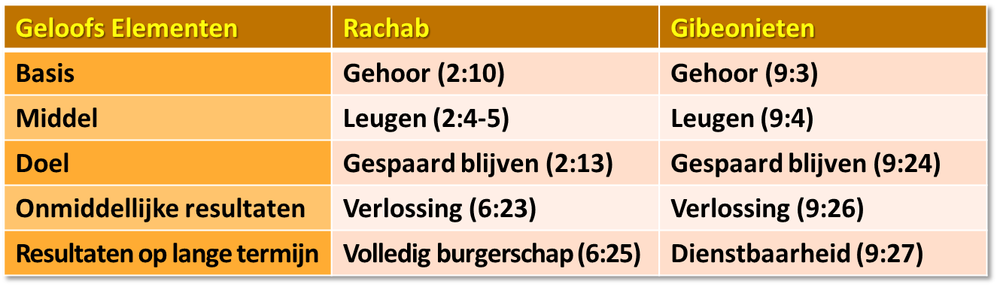 Geloofs Elementen Rachab Gibeonieten
Basis Gehoor (2:10) Gehoor (9:3)
Middel Leugen (2:4-5) Leugen (9:4)
Doel Gespaard blijven (2:13) Gespaard blijven (9:24)
Onmiddellijke resultaten Verlossing (6:23) Verlossing (9:26)
Resultaten op lange termijn Volledig burgerschap (6:25) Dienstbaarheid (9:27)